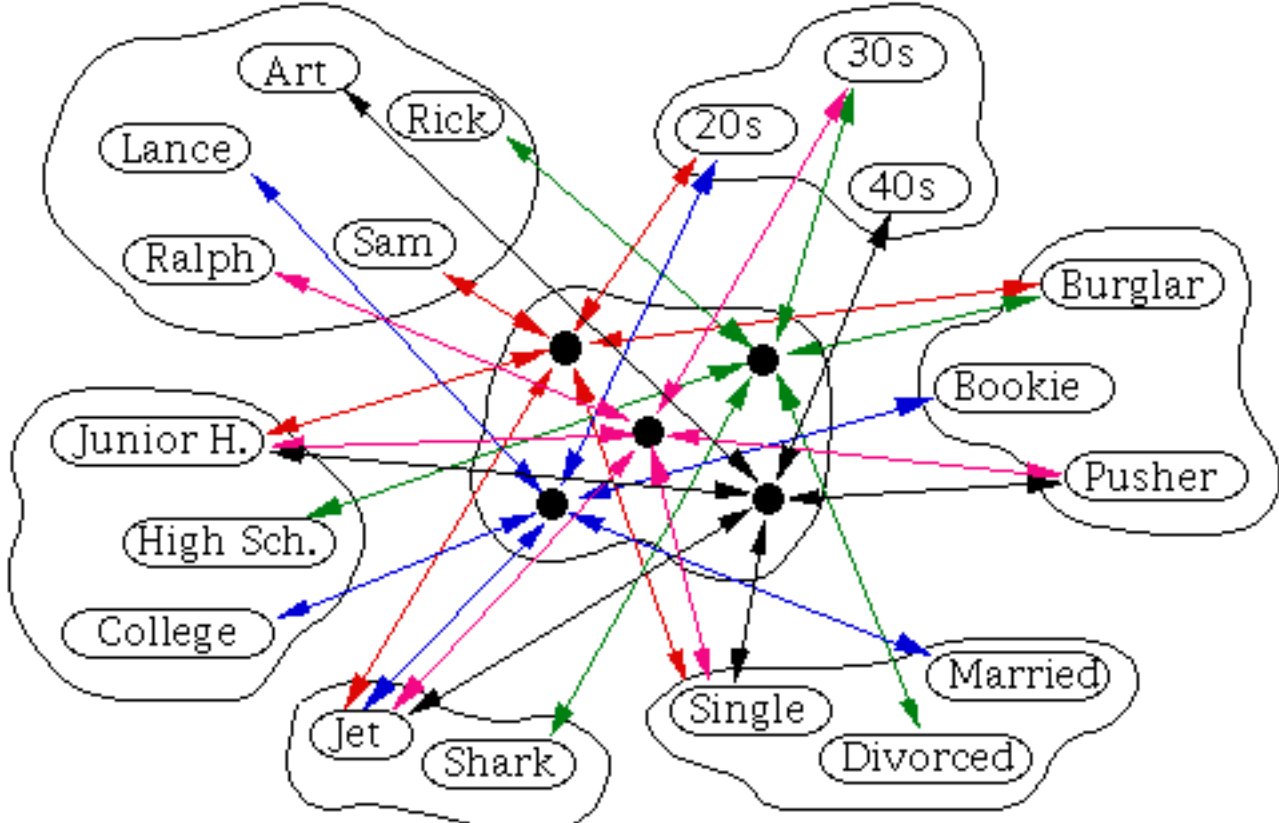 Art
Rick
Lance
Sam
Ralph
30s
20s
40s
Burglar
Bookie
Pusher
Junior H.
High Sch.
College
Jet
Shark
Single
Married
Divorced